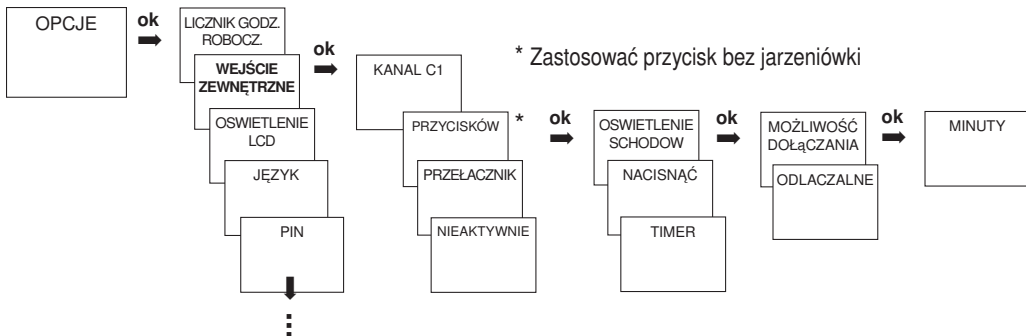 OPCJE
ok
LICZNIK GODZ.
ROBOCZ.
WEJŚCIE
ZEWNĘTRZNE
OSWIETLENIE
LCD
JĘZYK
PIN
ok
KANAL C1
* Zastosować przycisk bez jarzeniówki
PRZYCISKÓW *
PRZEŁACZNIK
NIEAKTYWNIE
ok
OSWIETLENIE
SCHODOW
NACISNĄĆ
TIMER
ok
MOŻLIWOŚĆ
DOŁąCZANIA
ODLACZALNE
ok
MINUTY